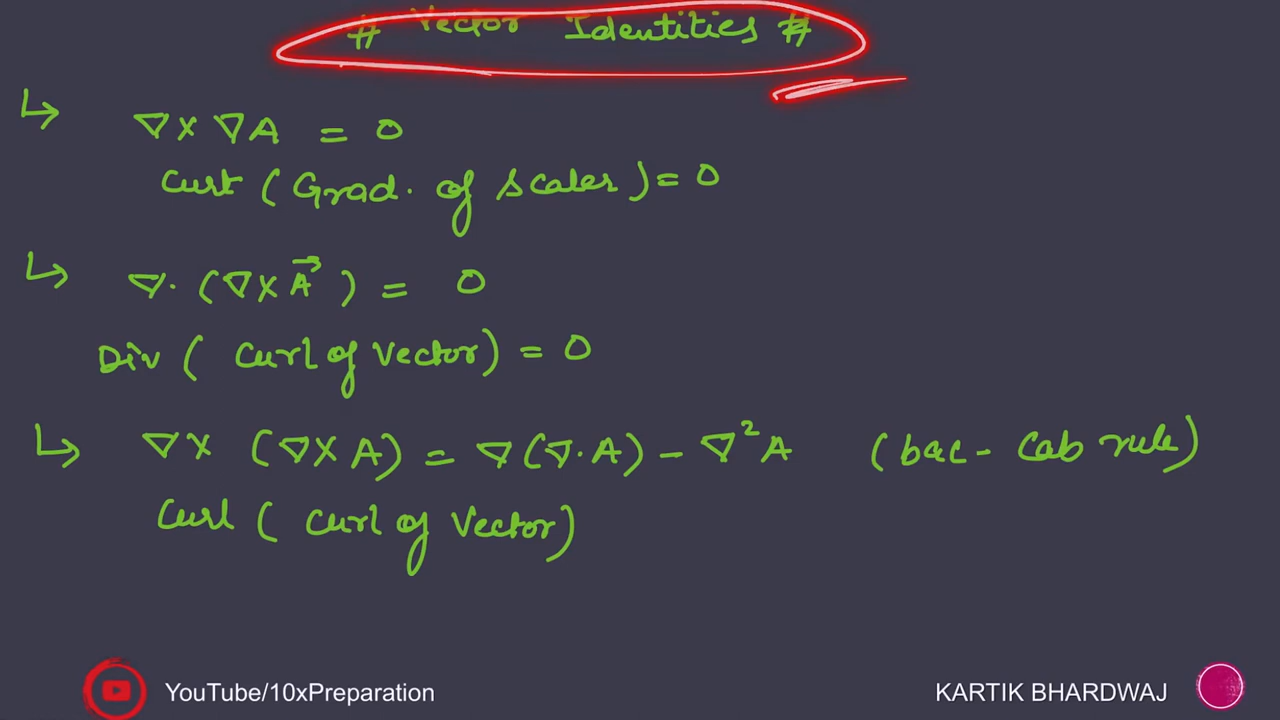 # Vector Identities #
↳ ∇×∇A = 0
Curl (Grad. of scaler) = 0
↳ ∇·(∇×A⃗) = 0
Div (Curl of Vector) = 0
↳ ∇×(∇×A) = ∇(∇·A) - ∇²A (bac - cab rule)
Curl (Curl of Vector)
YouTube/10xPreparation
KARTIK BHARDWAJ